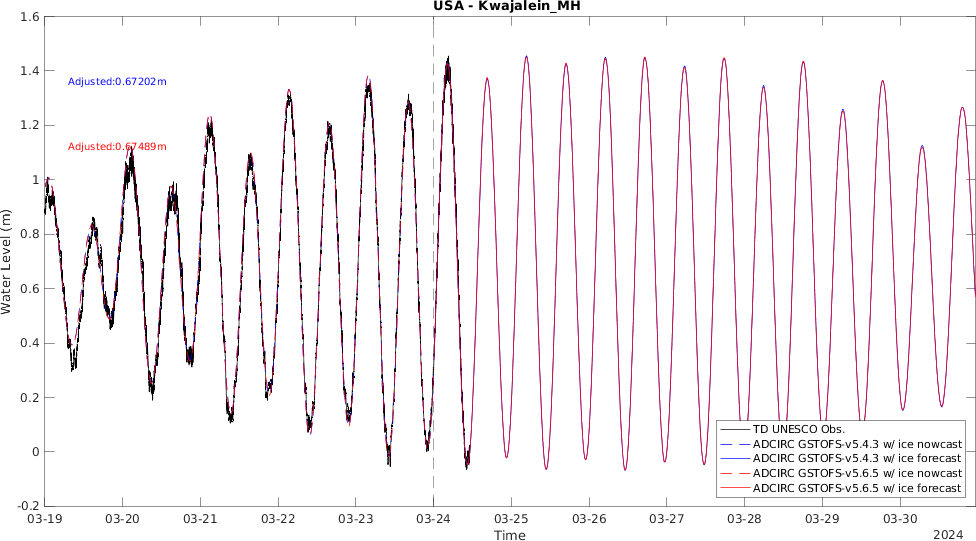 USA - Kwajalein_MH
1.6
1.4
1.2
1
0.8
0.6
0.4
0.2
0
-0.2
Water Level (m)
Adjusted:0.67202m
Adjusted:0.67489m
TD UNESCO Obs.
ADCIRC GSTOFS-v5.4.3 w/ ice nowcast
ADCIRC GSTOFS-v5.4.3 w/ ice forecast
ADCIRC GSTOFS-v5.6.5 w/ ice nowcast
ADCIRC GSTOFS-v5.6.5 w/ ice forecast
03-19 03-20 03-21 03-22 03-23 03-24 03-25 03-26 03-27 03-28 03-29 03-30
Time
2024